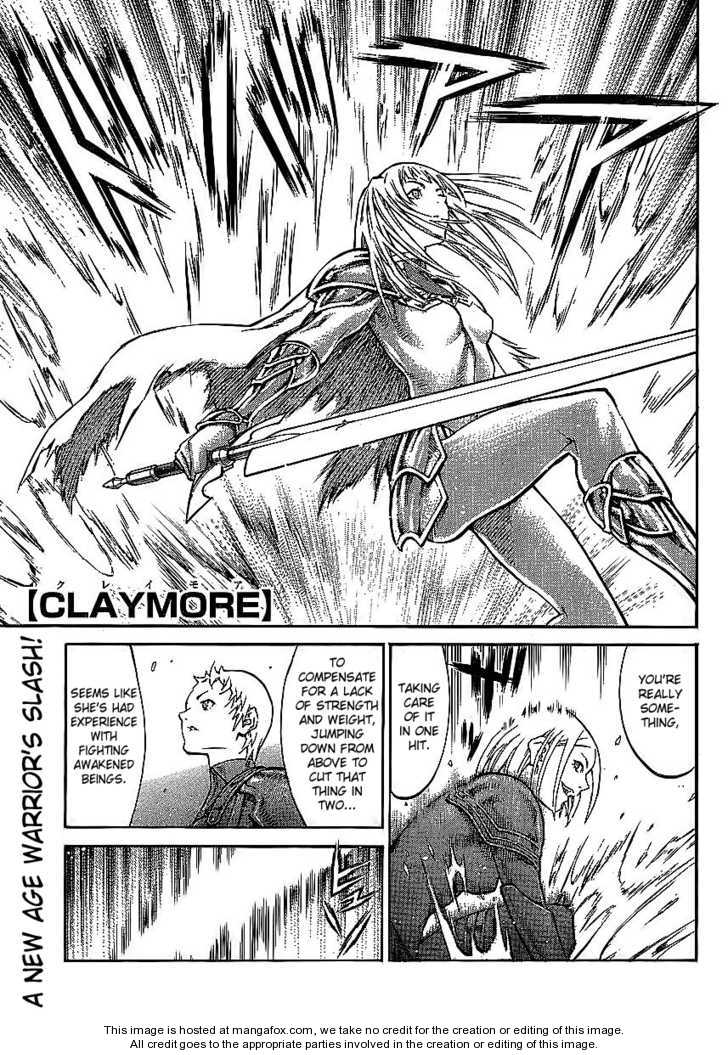 クレイモア
【CLAYMORE】
A NEW AGE WARRIOR'S SLASH!
YOU'RE
REALLY
SOME-
THING,
TAKING
CARE OF
IT IN
ONE
HIT.
TO
COMPENSATE
FOR A LACK
OF STRENGTH
AND WEIGHT,
JUMPING
DOWN FROM
ABOVE TO
CUT THAT
THING IN
TWO...
SEEMS LIKE
SHE'S HAD
EXPERIENCE
WITH
FIGHTING
AWAKENED
BEINGS.
This image is hosted at mangafox.com, we take no credit for the creation or editing of this image.
All credit goes to the appropriate parties involved in the creation or editing of this image.